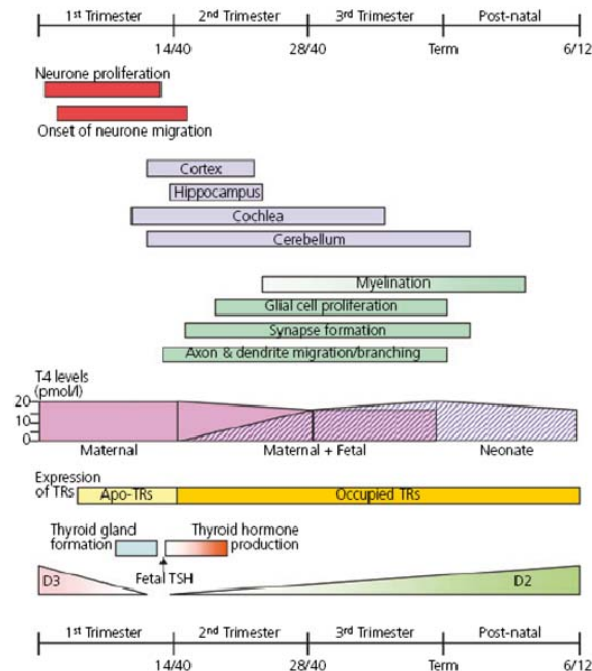 1st Trimester 2nd Trimester 3rd Trimester Post-natal
14/40 28/40 Term 6/12
Neurone proliferation
Onset of neurone migration
Cortex
Hippocampus
Cochlea
Cerebellum
Myelination
Glial cell proliferation
Synapse formation
Axon & dendrite migration/branching
T4 levels
(pmol/l)
20
10
0
Maternal Maternal + Fetal Neonate
Expression
of TRs
Apo-TRs Occupied TRs
Thyroid gland
formation
Thyroid hormone
production
Fetal TSH
D3 D2
1st Trimester 2nd Trimester 3rd Trimester Post-natal
14/40 28/40 Term 6/12